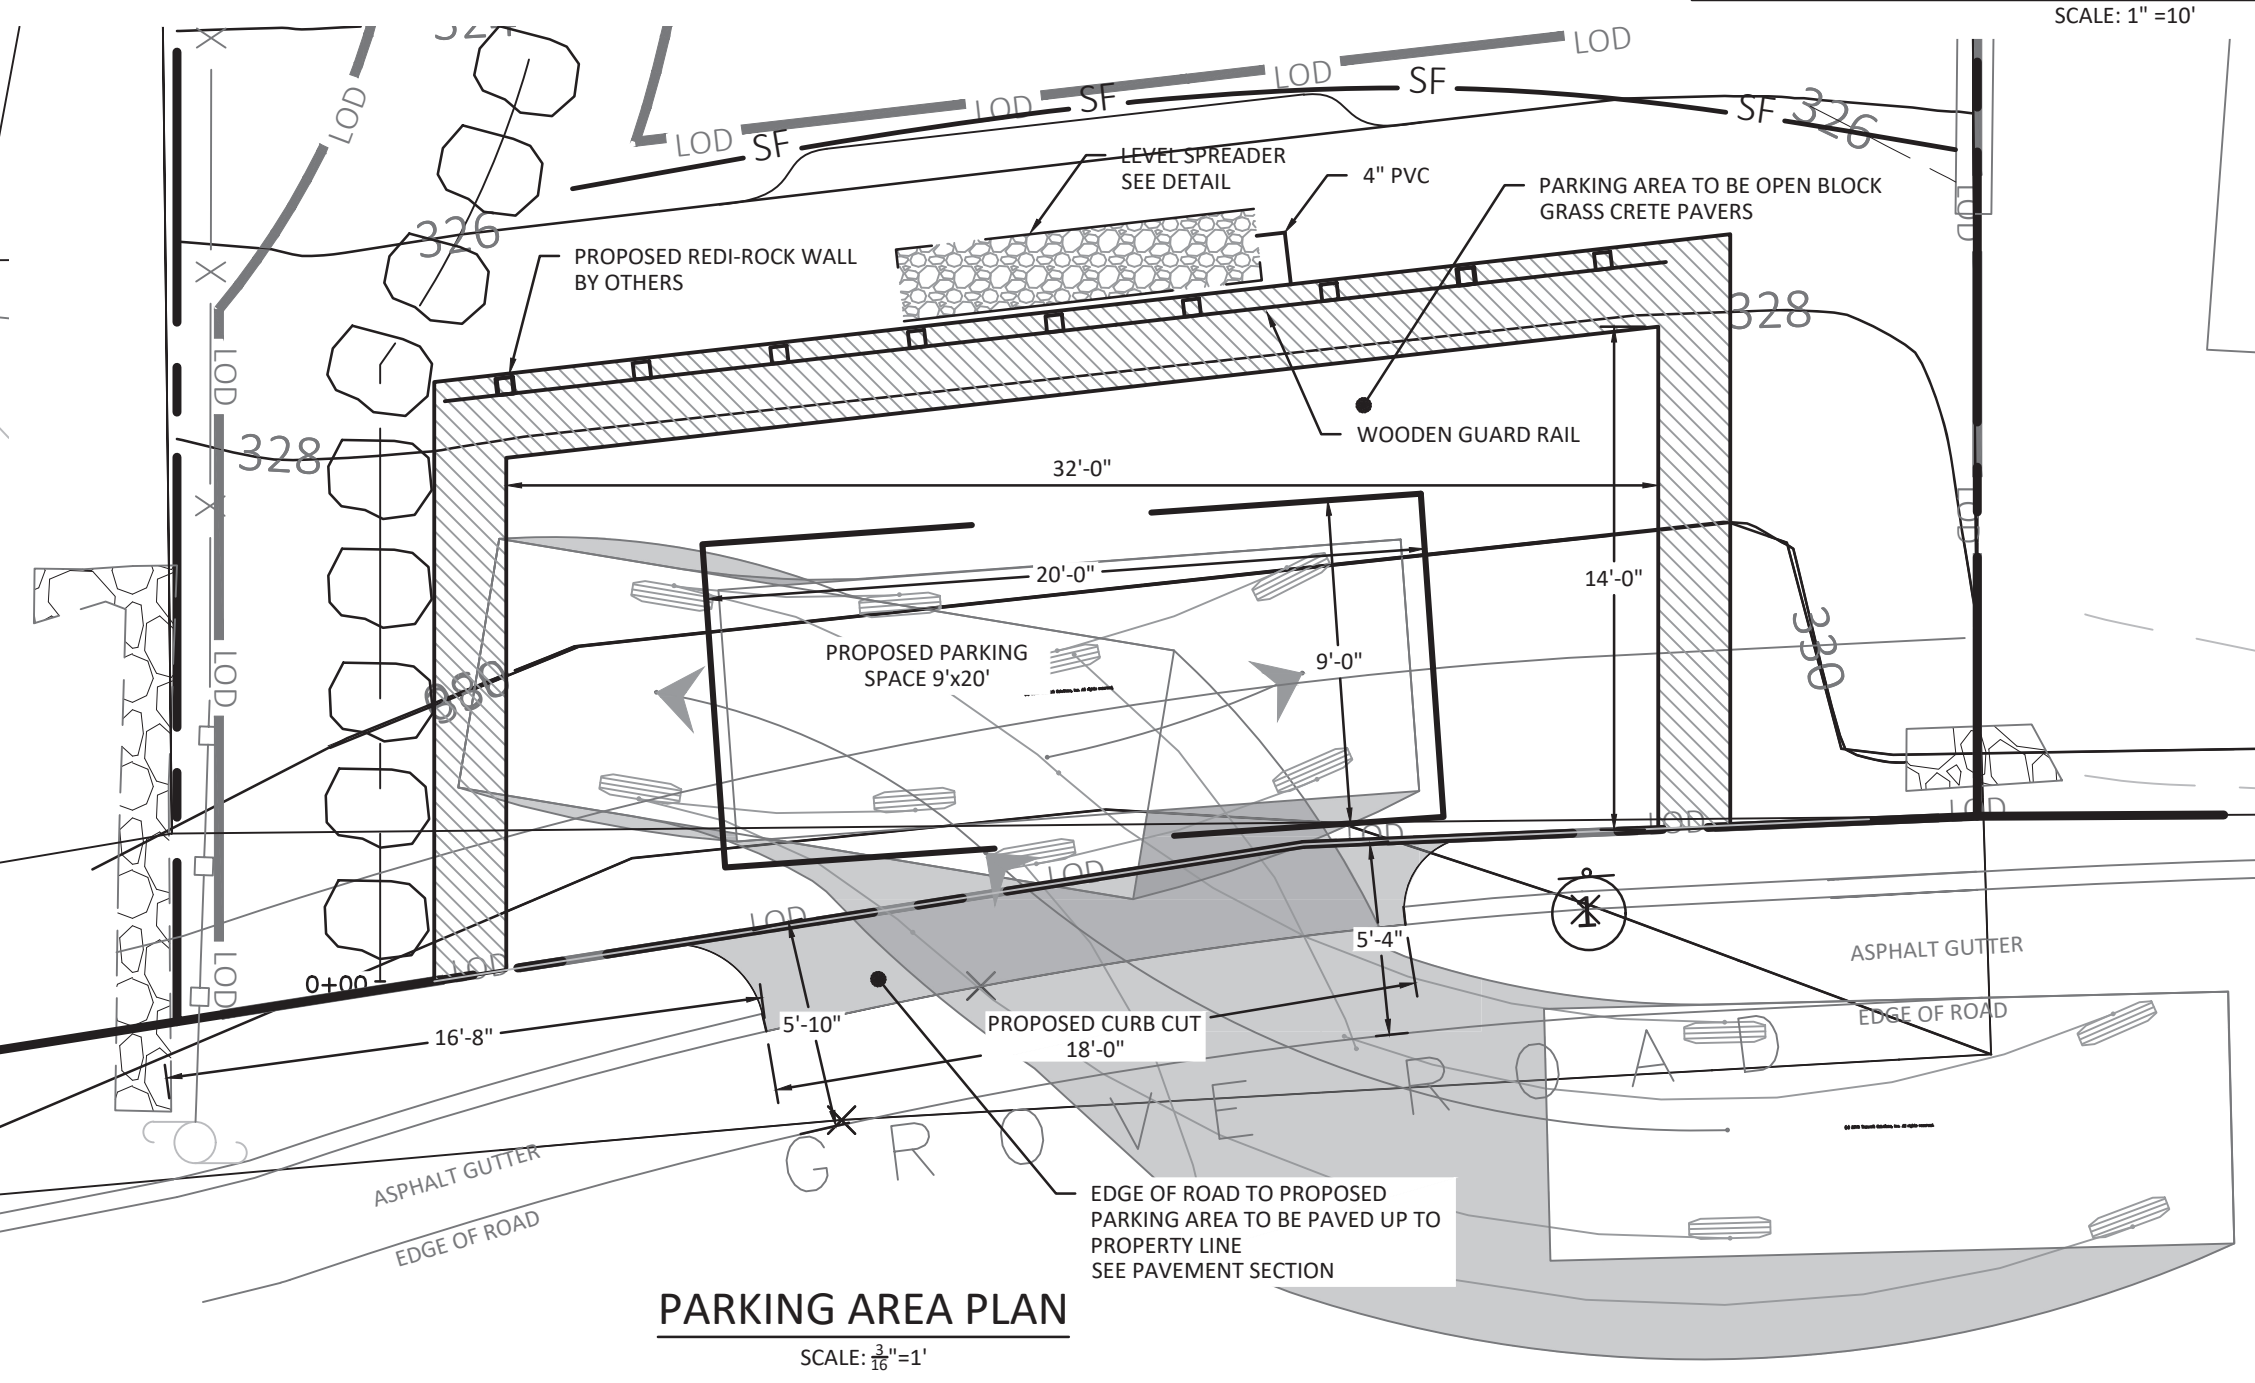 SCALE: 1" =10'
LOD
LOD
LOD
LOD
LOD
SF
SF
SF
SF
326
LEVEL SPREADER
SEE DETAIL
4" PVC
PARKING AREA TO BE OPEN BLOCK
GRASS CRETE PAVERS
LOD
326
PROPOSED REDI-ROCK WALL
BY OTHERS
328
LOD
328
WOODEN GUARD RAIL
32'-0"
LOD
20'-0"
14'-0"
PROPOSED PARKING
SPACE 9'x20'
9'-0"
330
LOD
LOD
LOD
LOD
LOD
LOD
1
5'-4"
ASPHALT GUTTER
LOD
LOD
0+00
EDGE OF ROAD
16'-8"
5'-10"
PROPOSED CURB CUT
18'-0"
GROVE ROAD
ASPHALT GUTTER
EDGE OF ROAD
EDGE OF ROAD TO PROPOSED
PARKING AREA TO BE PAVED UP TO
PROPERTY LINE
SEE PAVEMENT SECTION
PARKING AREA PLAN
SCALE: 3/16"=1'